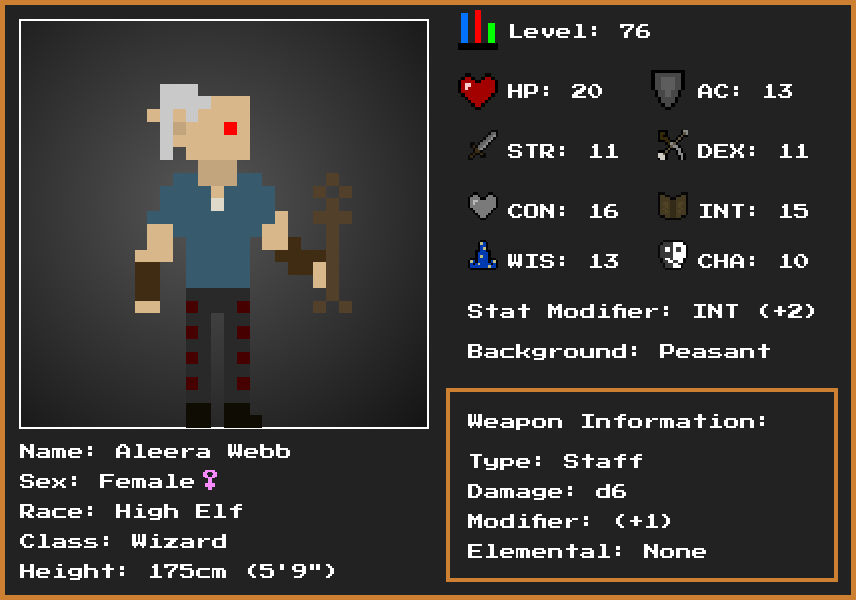 Level: 76
HP: 20
AC: 13
STR: 11
DEX: 11
CON: 16
INT: 15
WIS: 13
CHA: 10
Stat Modifier: INT (+2)
Background: Peasant
Weapon Information:
Type: Staff
Damage: d6
Modifier: (+1)
Elemental: None
Name: Aleera Webb
Sex: Female♀
Race: High Elf
Class: Wizard
Height: 175cm (5'9")